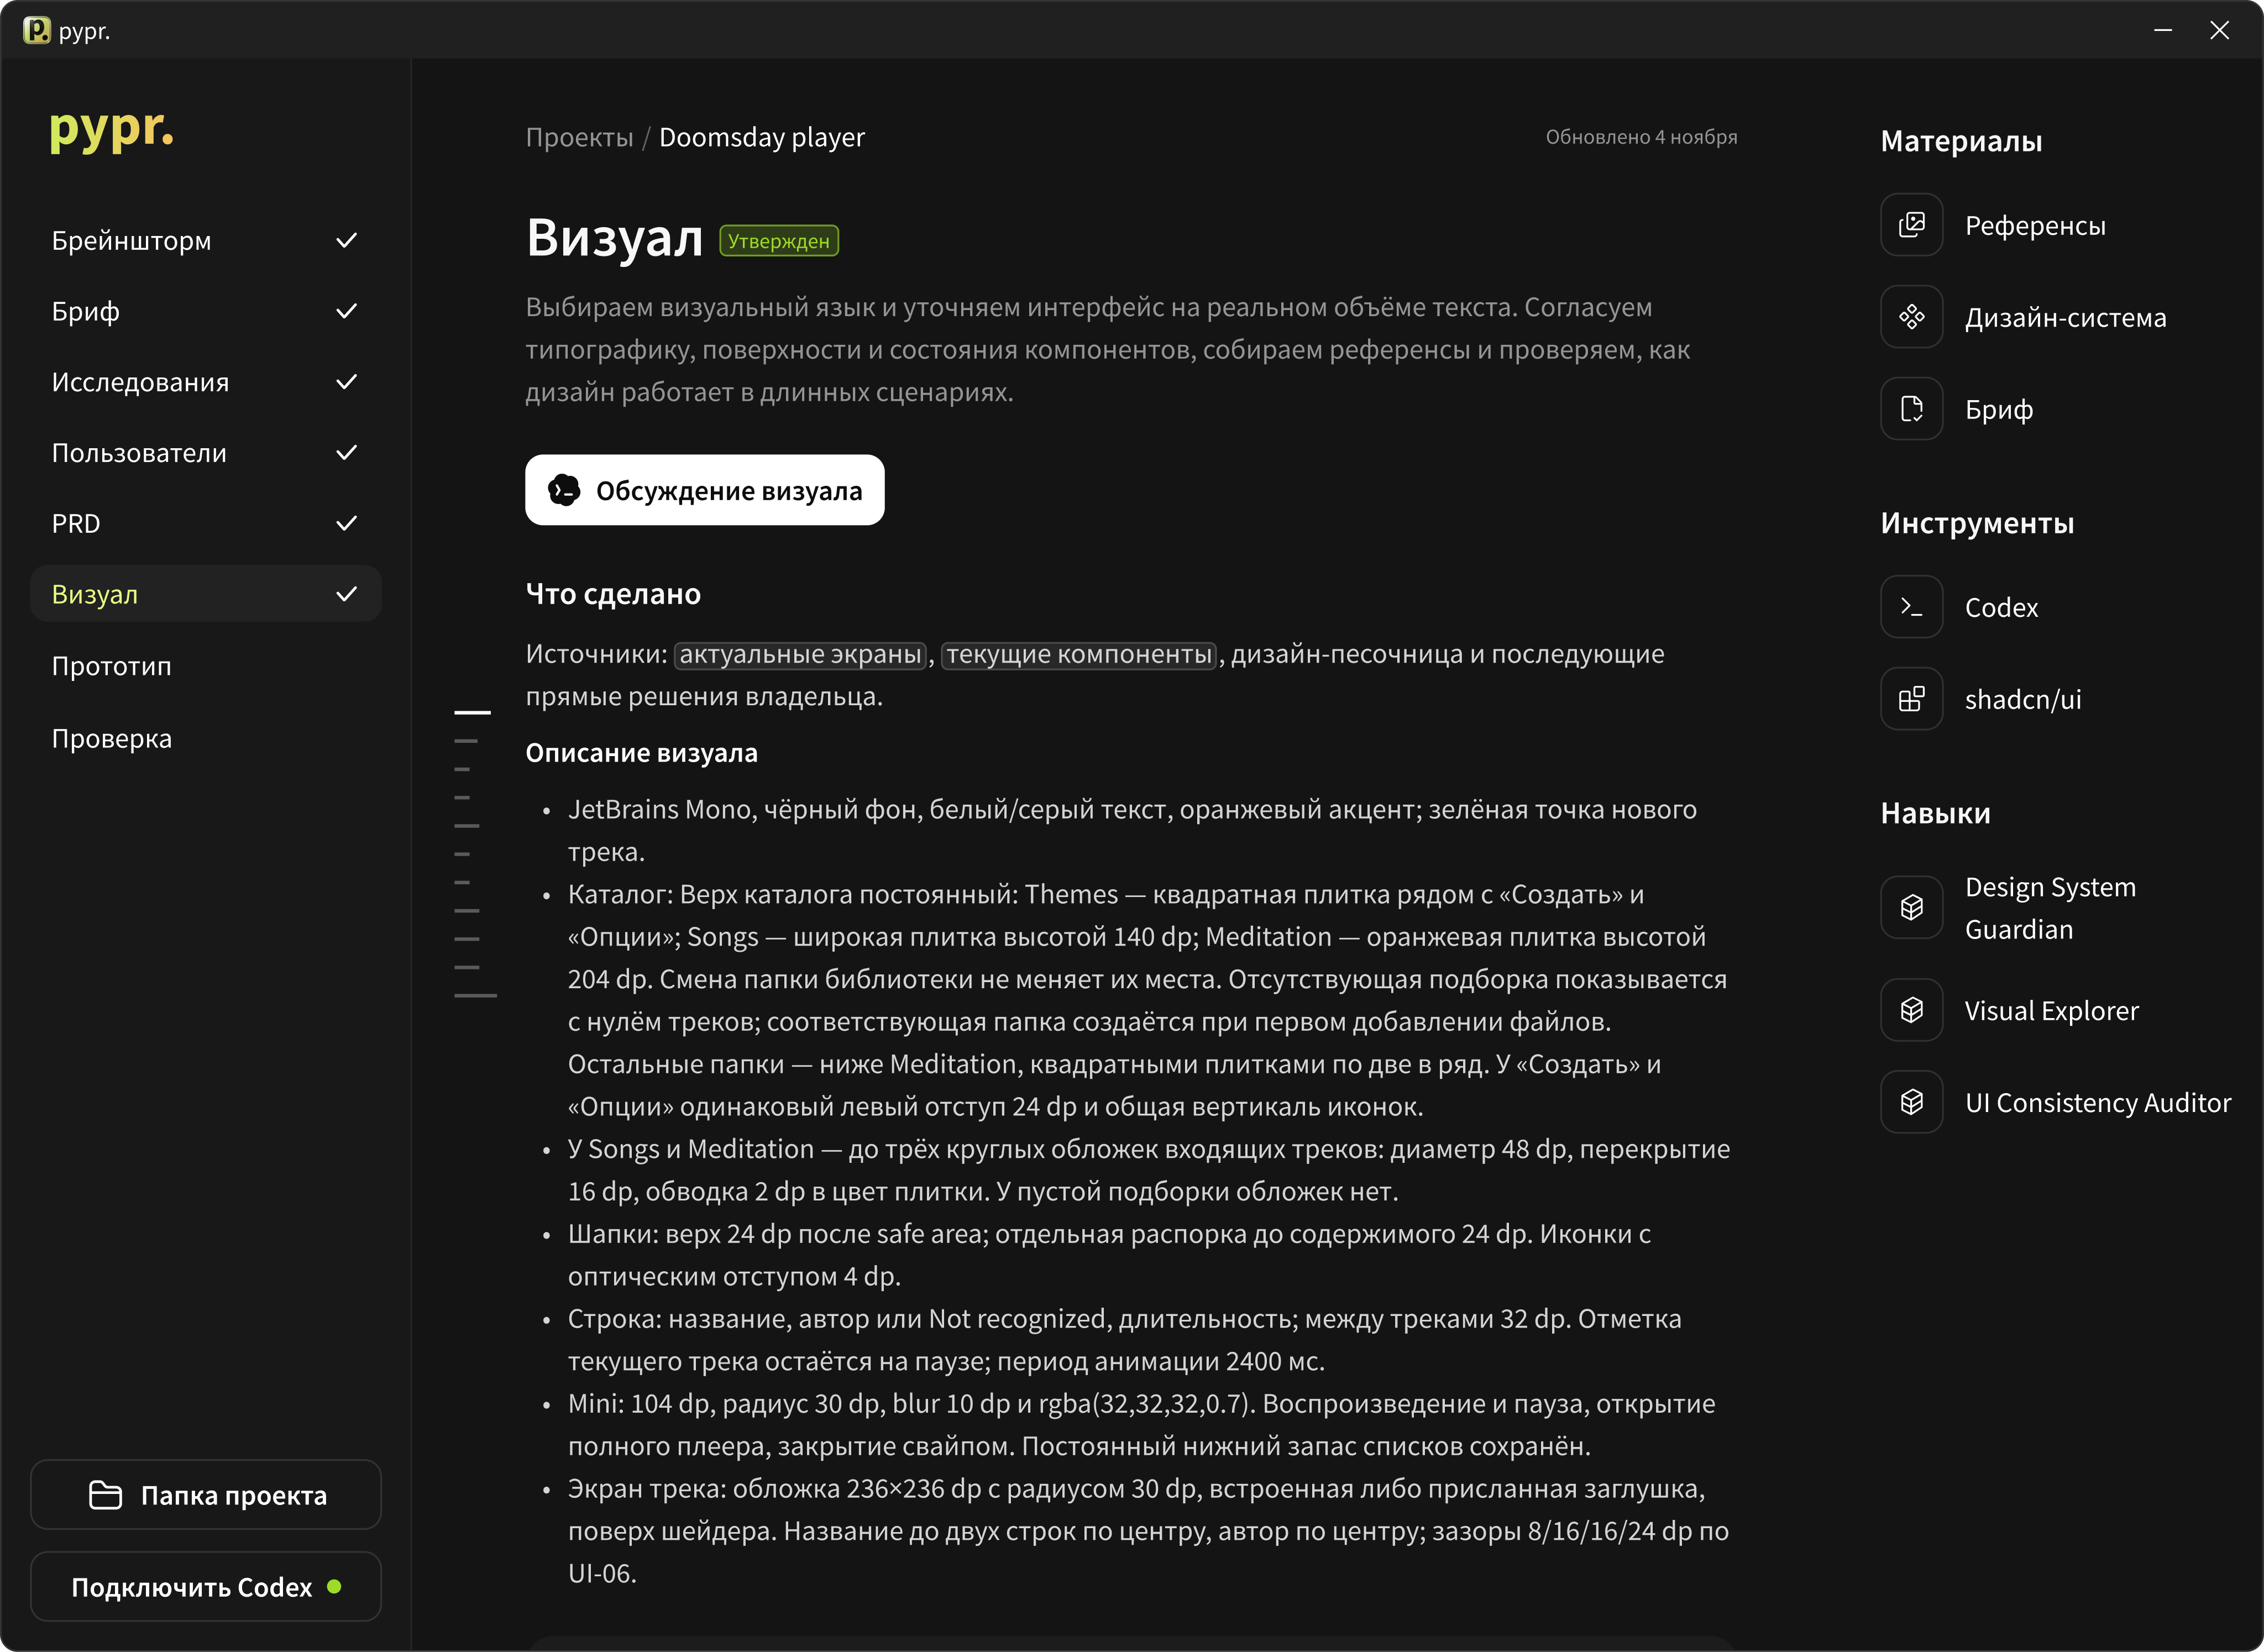 pypr.
pypr.
Брейншторм
Бриф
Исследования
Пользователи
PRD
Визуал
Прототип
Проверка
Папка проекта
Подключить Codex
Проекты / Doomsday player
Обновлено 4 ноября
Визуал
Утвержден
Выбираем визуальный язык и уточняем интерфейс на реальном объёме текста. Согласуем
типографику, поверхности и состояния компонентов, собираем референсы и проверяем, как
дизайн работает в длинных сценариях.
Обсуждение визуала
Что сделано
Источники: актуальные экраны, текущие компоненты, дизайн-песочница и последующие
прямые решения владельца.
Описание визуала
• JetBrains Mono, чёрный фон, белый/серый текст, оранжевый акцент; зелёная точка нового
трека.
• Каталог: Верх каталога постоянный: Themes — квадратная плитка рядом с «Создать» и
«Опции»; Songs — широкая плитка высотой 140 dp; Meditation — оранжевая плитка высотой
204 dp. Смена папки библиотеки не меняет их места. Отсутствующая подборка показывается
с нулём треков; соответствующая папка создаётся при первом добавлении файлов.
Остальные папки — ниже Meditation, квадратными плитками по две в ряд. У «Создать» и
«Опции» одинаковый левый отступ 24 dp и общая вертикаль иконок.
• У Songs и Meditation — до трёх круглых обложек входящих треков: диаметр 48 dp, перекрытие
16 dp, обводка 2 dp в цвет плитки. У пустой подборки обложек нет.
• Шапки: верх 24 dp после safe area; отдельная распорка до содержимого 24 dp. Иконки с
оптическим отступом 4 dp.
• Строка: название, автор или Not recognized, длительность; между треками 32 dp. Отметка
текущего трека остаётся на паузе; период анимации 2400 мс.
• Mini: 104 dp, радиус 30 dp, blur 10 dp и rgba(32,32,32,0.7). Воспроизведение и пауза, открытие
полного плеера, закрытие свайпом. Постоянный нижний запас списков сохранён.
• Экран трека: обложка 236×236 dp с радиусом 30 dp, встроенная либо присланная заглушка,
поверх шейдера. Название до двух строк по центру, автор по центру; зазоры 8/16/16/24 dp по
UI-06.
Материалы
Референсы
Дизайн-система
Бриф
Инструменты
Codex
shadcn/ui
Навыки
Design System
Guardian
Visual Explorer
UI Consistency Auditor